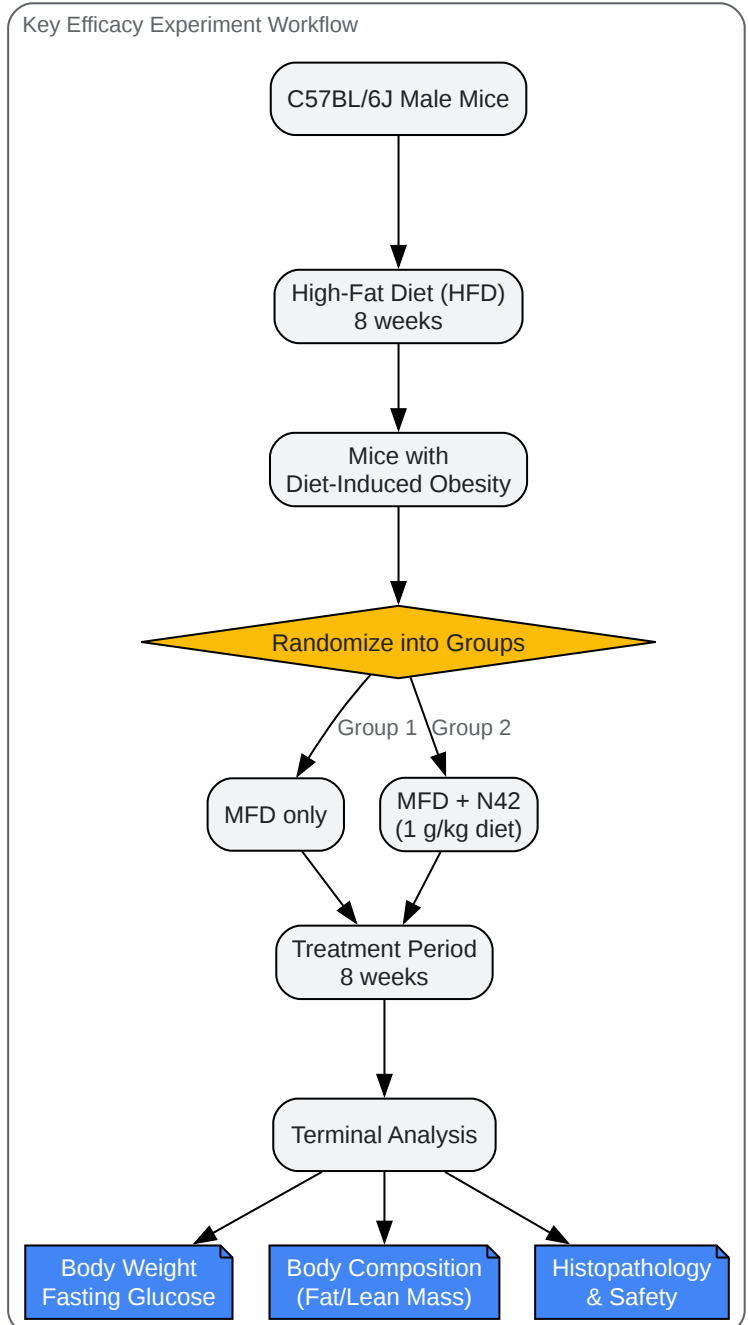 Key Efficacy Experiment Workflow
C57BL/6J Male Mice
High-Fat Diet (HFD)
8 weeks
Mice with
Diet-Induced Obesity
Randomize into Groups
Group 1
Group 2
MFD only
MFD + N42
(1 g/kg diet)
Treatment Period
8 weeks
Terminal Analysis
Body Weight
Fasting Glucose
Body Composition
(Fat/Lean Mass)
Histopathology
& Safety